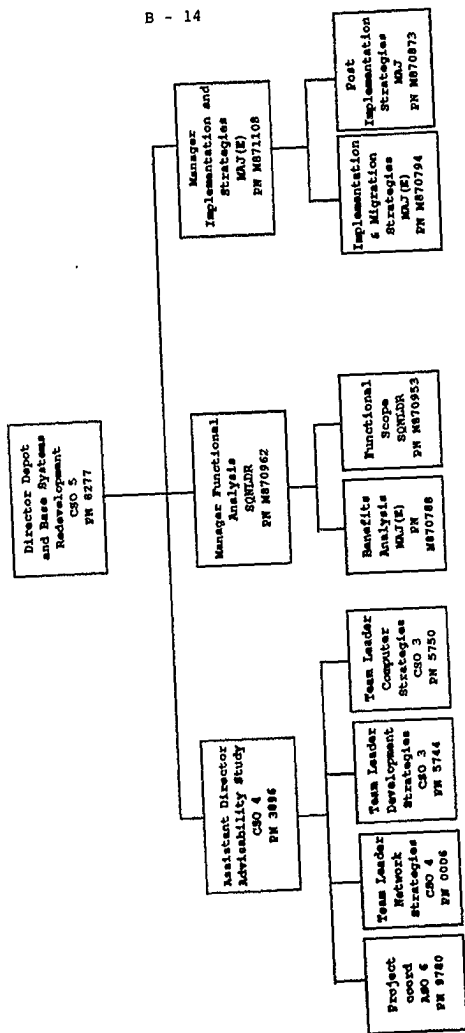 B - 14
Director Depot
and Base Systems
Redevelopment
CSO 5
PN 8277
Assistant Director
Advisability Study
CSO 4
PN 3896
Manager Functional
Analysis
SQNLDR
PN N870962
Manager
Implementation and
Strategies
MAJ(E)
PN M871108
Project
coord
ASO 6
PN 9780
Team Leader
Network
Strategies
CSO 4
PN 0006
Team Leader
Development
Strategies
CSO 3
PN 5744
Team Leader
Computer
Strategies
CSO 3
PN 5750
Benefits
Analysis
MAJ(E)
PN
M870788
Functional
Scope
SQNLDR
PN M870953
Implementation
& Migration
Strategies
MAJ(E)
PN M870794
Post
Implementation
Strategies
MAJ
PN M870873